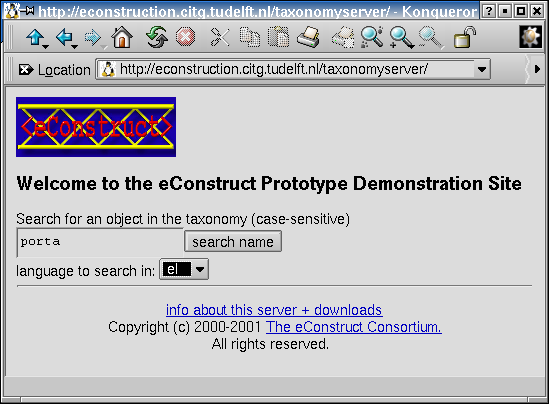 http://econstruction.citg.tudelft.nl/taxonomyserver/ - Konqueror
Location http://econstruction.citg.tudelft.nl/taxonomyserver/
<eConstruct>
Welcome to the eConstruct Prototype Demonstration Site
Search for an object in the taxonomy (case-sensitive)
porta search name
language to search in: el
info about this server + downloads
Copyright (c) 2000-2001 The eConstruct Consortium.
All rights reserved.